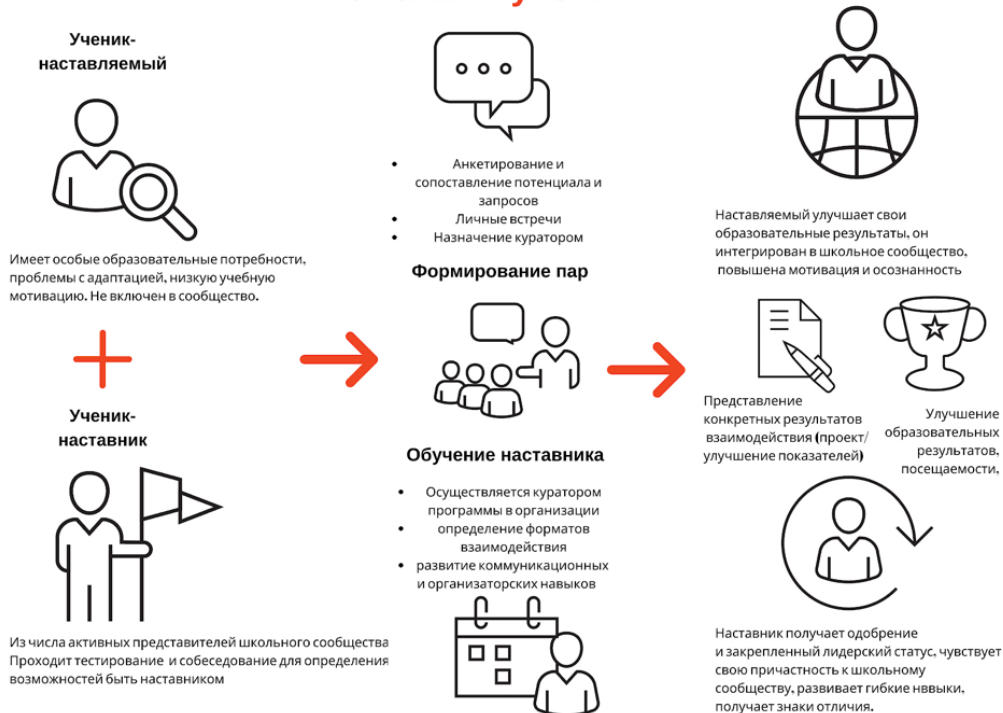 Ученик-
наставляемый
Имеет особые образовательные потребности,
проблемы с адаптацией, низкую учебную
мотивацию. Не включен в сообщество.
Ученик-
наставник
Из числа активных представителей школьного сообщества
Проходит тестирование и собеседование для определения
возможностей быть наставником
• Анкетирование и
сопоставление потенциала и
запросов
• Личные встречи
• Назначение куратором
Формирование пар
Обучение наставника
• Осуществляется куратором
программы в организации
• определение форматов
взаимодействия
• развитие коммуникационных
и организаторских навыков
Наставляемый улучшает свои
образовательные результаты, он
интегрирован в школьное сообщество,
повышена мотивация и осознанность
Представление
конкретных результатов
взаимодействия (проект/
улучшение показателей)
Улучшение
образовательных
результатов,
посещаемости,
Наставник получает одобрение
и закрепленный лидерский статус, чувствует
свою причастность к школьному
сообществу, развивает гибкие нввыки,
получает знаки отличия.